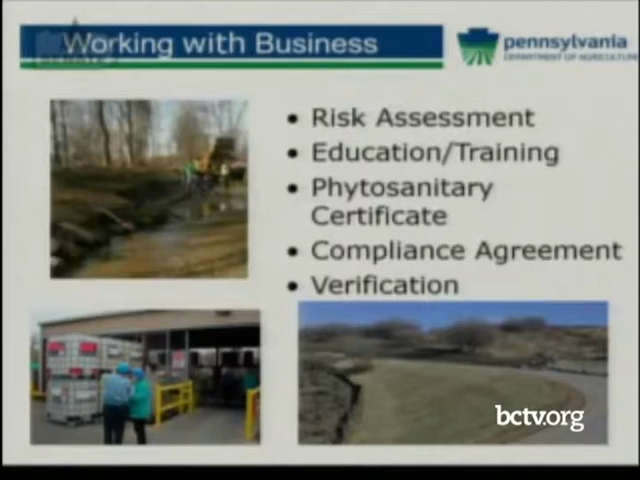 Working with Business
pennsylvania
DEPARTMENT OF AGRICULTURE
• Risk Assessment
• Education/Training
• Phytosanitary
Certificate
• Compliance Agreement
• Verification
bctv.org